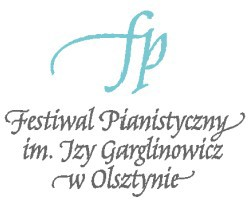 fp
Festiwal Pianistyczny
im. Izy Garglinowicz
w Olsztynie